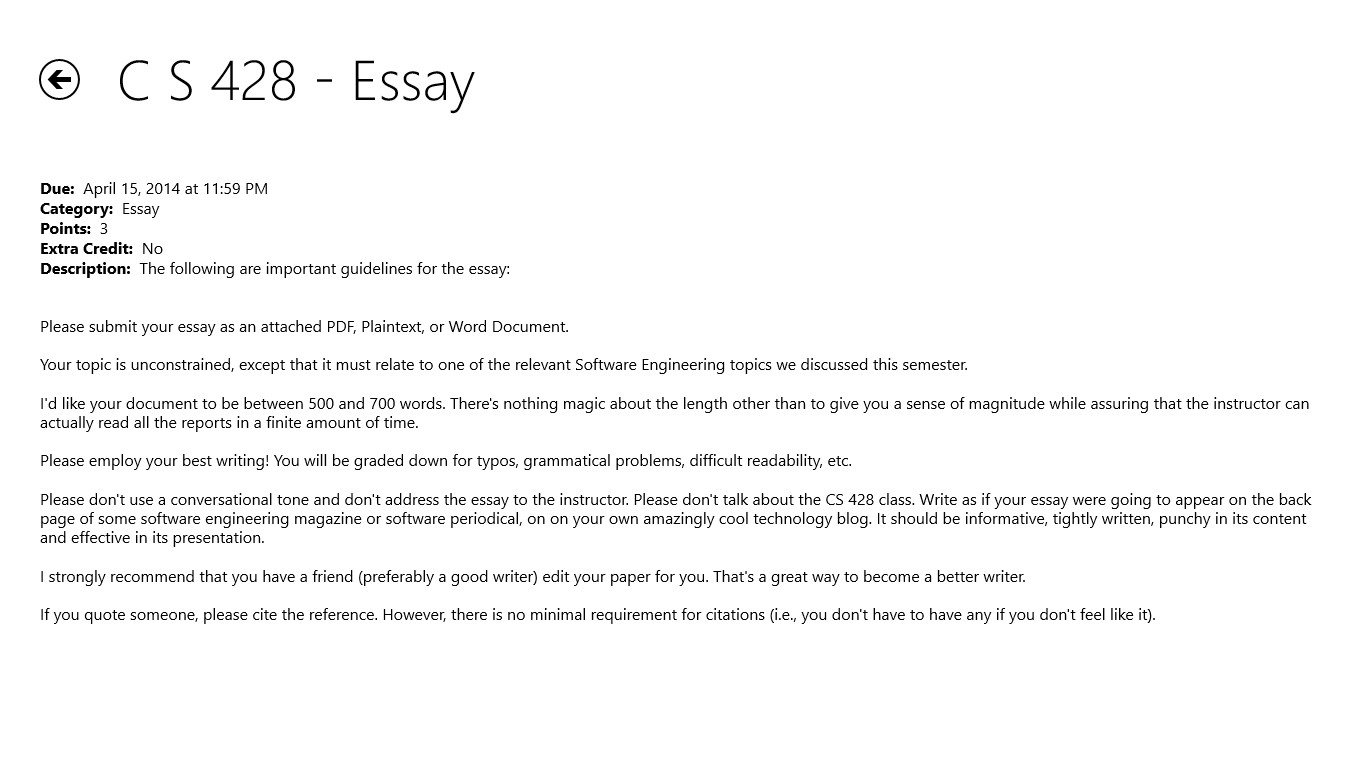 C S 428 - Essay
Due: April 15, 2014 at 11:59 PM
Category: Essay
Points: 3
Extra Credit: No
Description: The following are important guidelines for the essay:
Please submit your essay as an attached PDF, Plaintext, or Word Document.
Your topic is unconstrained, except that it must relate to one of the relevant Software Engineering topics we discussed this semester.
I'd like your document to be between 500 and 700 words. There's nothing magic about the length other than to give you a sense of magnitude while assuring that the instructor can
actually read all the reports in a finite amount of time.
Please employ your best writing! You will be graded down for typos, grammatical problems, difficult readability, etc.
Please don't use a conversational tone and don't address the essay to the instructor. Please don't talk about the CS 428 class. Write as if your essay were going to appear on the back
page of some software engineering magazine or software periodical, on on your own amazingly cool technology blog. It should be informative, tightly written, punchy in its content
and effective in its presentation.
I strongly recommend that you have a friend (preferably a good writer) edit your paper for you. That's a great way to become a better writer.
If you quote someone, please cite the reference. However, there is no minimal requirement for citations (i.e., you don't have to have any if you don't feel like it).